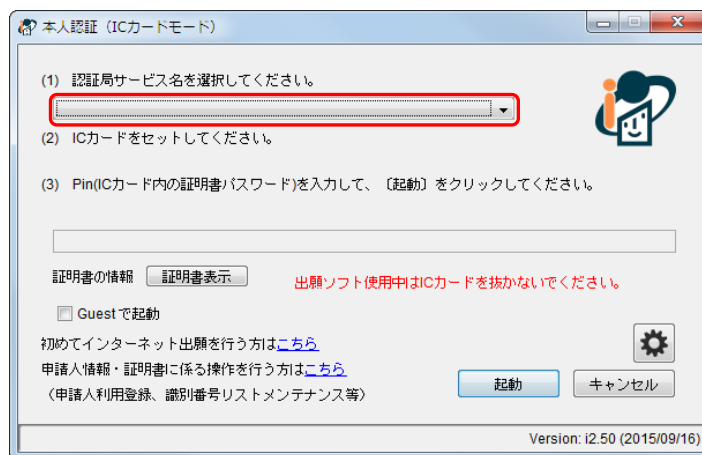 本人認証（ICカードモード）
(1) 認証局サービス名を選択してください。
(2) ICカードをセットしてください。
(3) Pin(ICカード内の証明書パスワード)を入力して、〔起動〕をクリックしてください。
証明書の情報 証明書表示 出願ソフト使用中はICカードを抜かないでください。
Guestで起動
初めてインターネット出願を行う方はこちら
申請人情報・証明書に係る操作を行う方はこちら
（申請人利用登録、識別番号リストメンテナンス等） 起動 キャンセル
Version: i2.50 (2015/09/16)